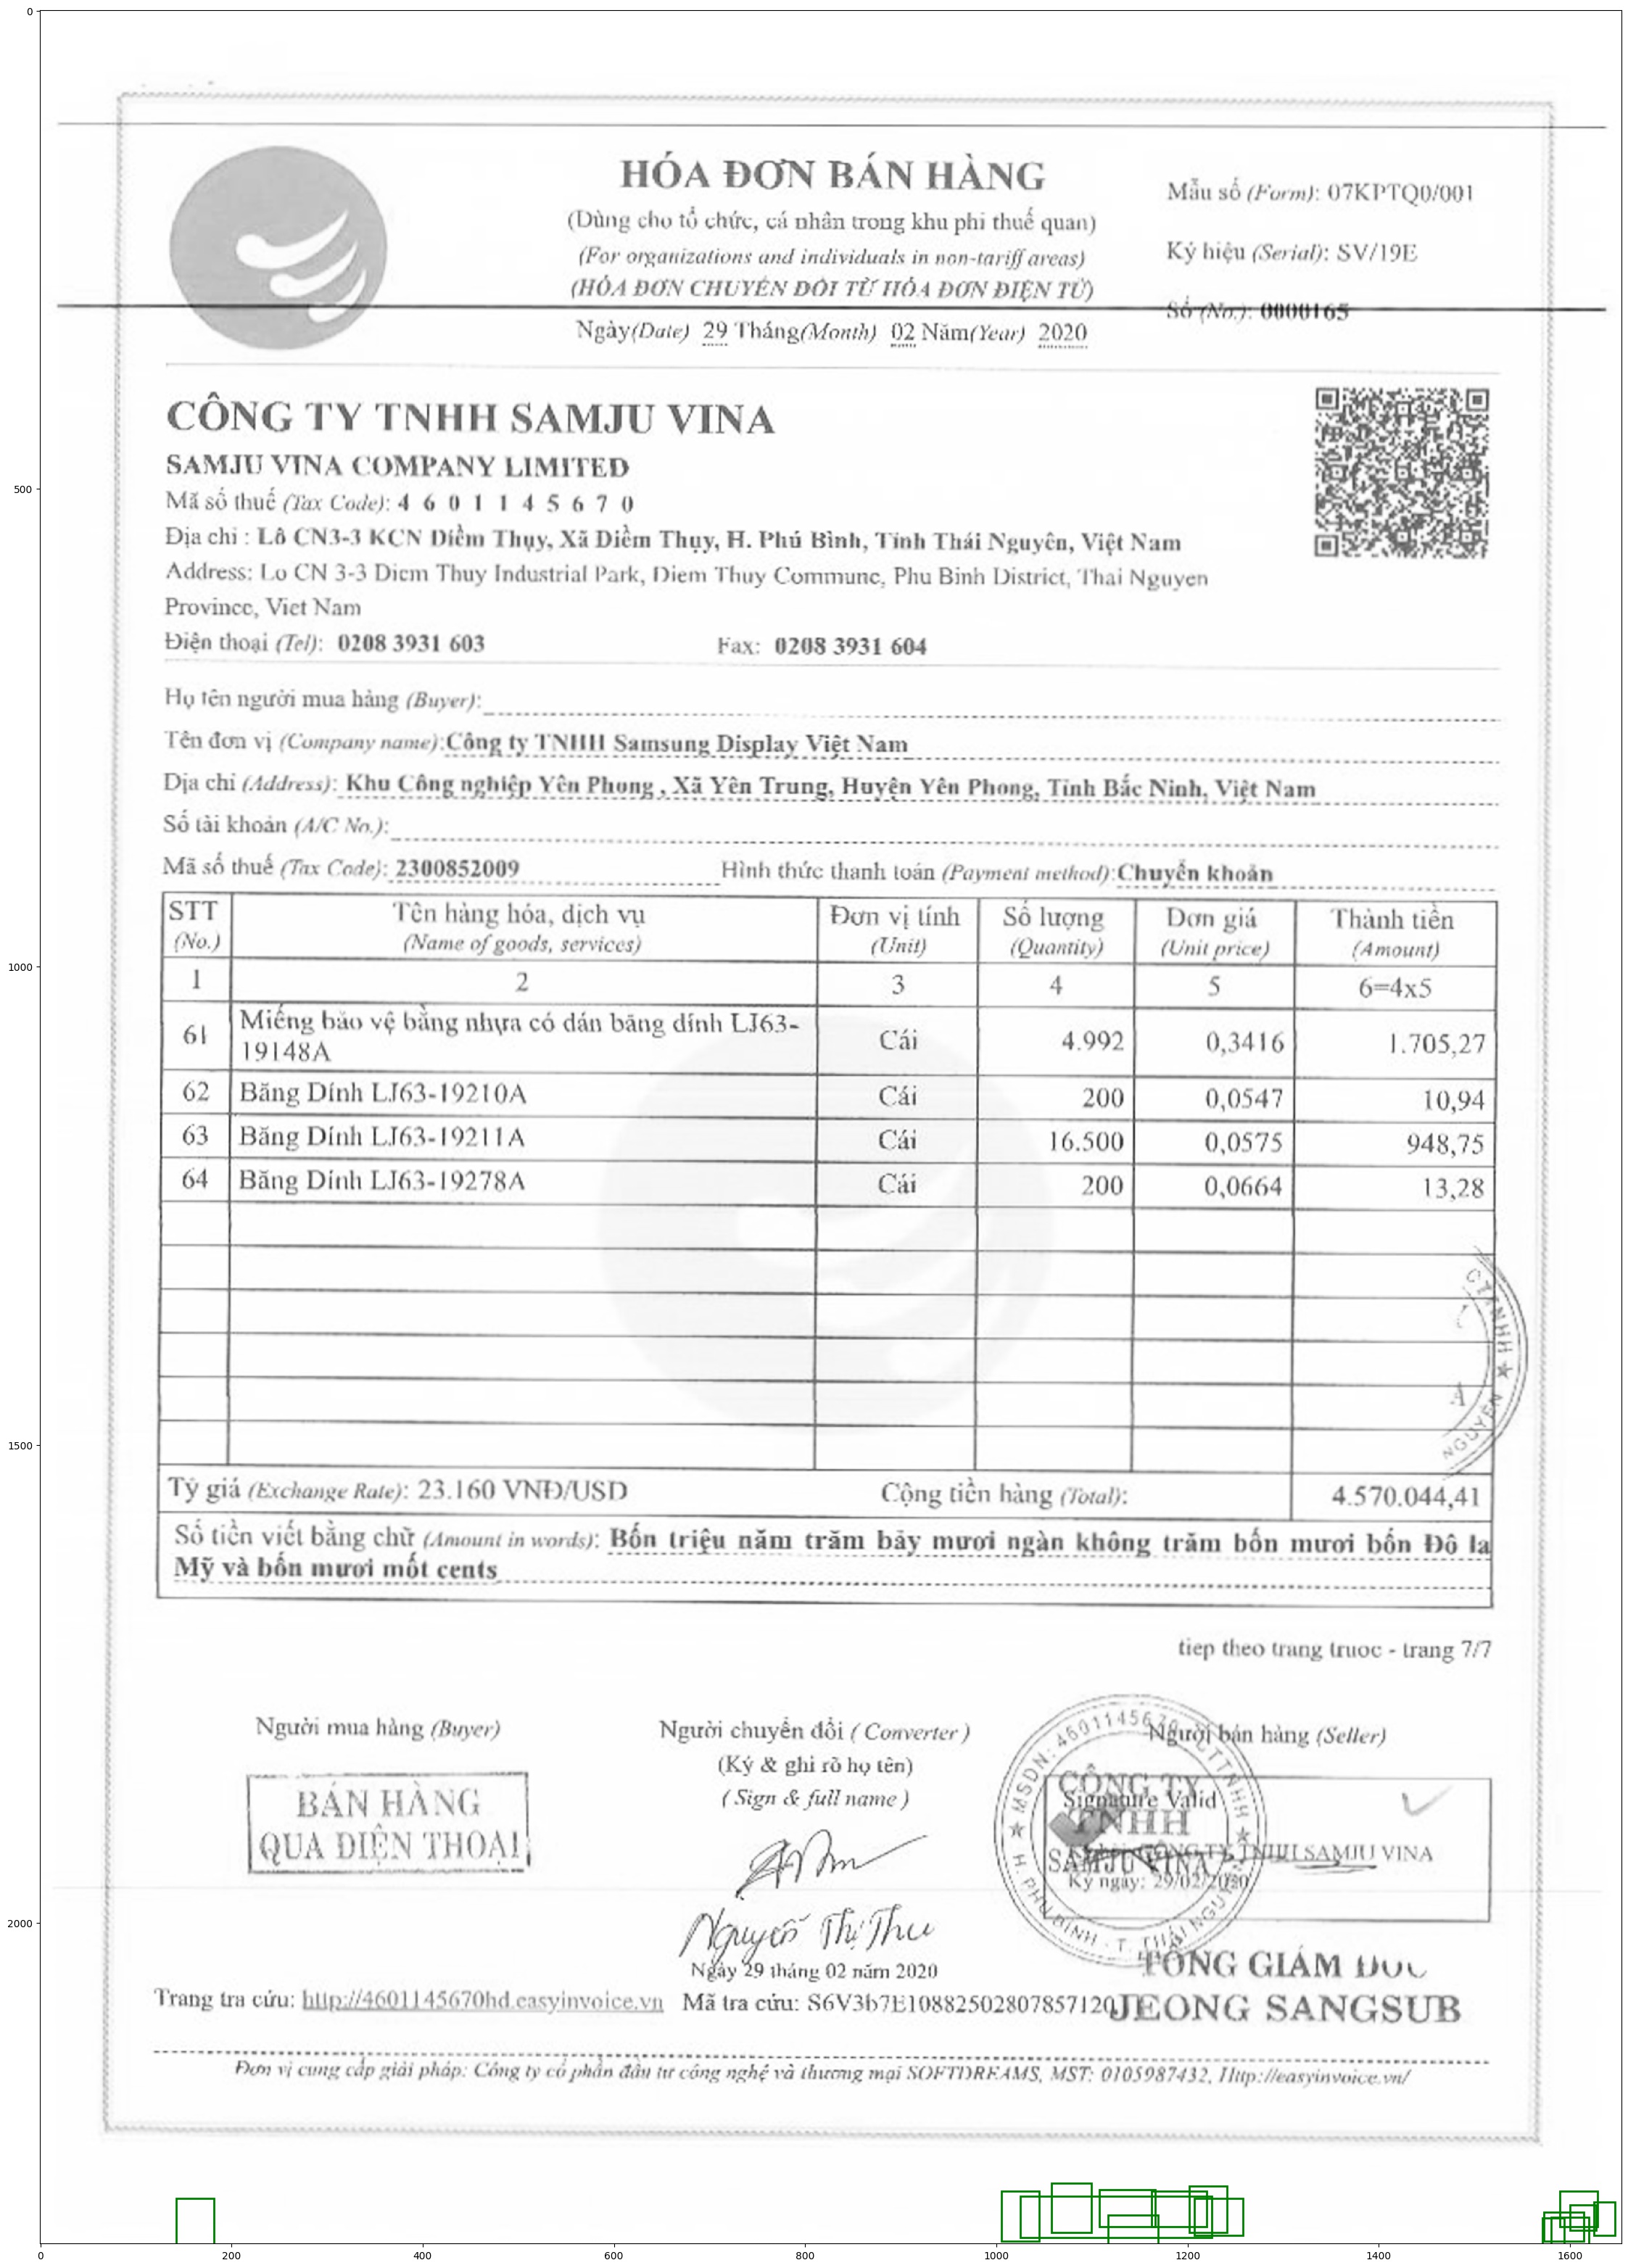 HÓA ĐƠN BÁN HÀNG
(Dùng cho tổ chức, cá nhân trong khu phi thuế quan)
(For organizations and individuals in non-tariff areas)
(HÓA ĐƠN CHUYỂN ĐỔI TỪ HÓA ĐƠN ĐIỆN TỬ)
Ngày(Date) 29 Tháng(Month) 02 Năm(Year) 2020
Mẫu số (Form): 07KPTQ0/001
Ký hiệu (Serial): SV/19E
Số (No.): 0000165
CÔNG TY TNHH SAMJU VINA
SAMJU VINA COMPANY LIMITED
Mã số thuế (Tax Code): 4 6 0 1 1 4 5 6 7 0
Địa chỉ : Lô CN3-3 KCN Điềm Thụy, Xã Điềm Thụy, H. Phú Bình, Tỉnh Thái Nguyên, Việt Nam
Address: Lo CN 3-3 Diem Thuy Industrial Park, Diem Thuy Commune, Phu Binh District, Thai Nguyen
Province, Viet Nam
Điện thoại (Tel): 0208 3931 603 Fax: 0208 3931 604
Họ tên người mua hàng (Buyer):
Tên đơn vị (Company name):Công ty TNHH Samsung Display Việt Nam
Địa chỉ (Address): Khu Công nghiệp Yên Phong , Xã Yên Trung, Huyện Yên Phong, Tỉnh Bắc Ninh, Việt Nam
Số tài khoản (A/C No.):
Mã số thuế (Tax Code): 2300852009 Hình thức thanh toán (Payment method):Chuyển khoản
STT Tên hàng hóa, dịch vụ Đơn vị tính Số lượng Đơn giá Thành tiền
(No.) (Name of goods, services) (Unit) (Quantity) (Unit price) (Amount)
1 2 3 4 5 6=4x5
61 Miếng bảo vệ bằng nhựa có dán băng dính LJ63-19148A Cái 4.992 0,3416 1.705,27
62 Băng Dính LJ63-19210A Cái 200 0,0547 10,94
63 Băng Dính LJ63-19211A Cái 16.500 0,0575 948,75
64 Băng Dính LJ63-19278A Cái 200 0,0664 13,28
CTTNHH ★
NGUYÊN
Tỷ giá (Exchange Rate): 23.160 VNĐ/USD Cộng tiền hàng (Total): 4.570.044,41
Số tiền viết bằng chữ (Amount in words): Bốn triệu năm trăm bảy mươi ngàn không trăm bốn mươi bốn Đô la
Mỹ và bốn mươi mốt cents
tiep theo trang truoc - trang 7/7
Người mua hàng (Buyer)
BÁN HÀNG
QUA ĐIỆN THOẠI
Người chuyển đổi ( Converter )
(Ký & ghi rõ họ tên)
( Sign & full name )
Nguyễn Thị Thu
Ngày 29 tháng 02 năm 2020
Người bán hàng (Seller)
Signature Valid
CÔNG TY TNHH SAMJU VINA
Ký ngày: 29/02/2020
★ MSDN: 4601145670 CTTNHH ★
H. PHÚ BÌNH - T. THÁI NGUYÊN
CÔNG TY
TNHH
SAMJU VINA
TỔNG GIÁM ĐỐC
JEONG SANGSUB
Trang tra cứu: http://4601145670hd.easyinvoice.vn Mã tra cứu: S6V3b7E10882502807857120
Đơn vị cung cấp giải pháp: Công ty cổ phần đầu tư công nghệ và thương mại SOFTDREAMS, MST: 0105987432, Http://easyinvoice.vn/
0
500
1000
1500
2000
0 200 400 600 800 1000 1200 1400 1600